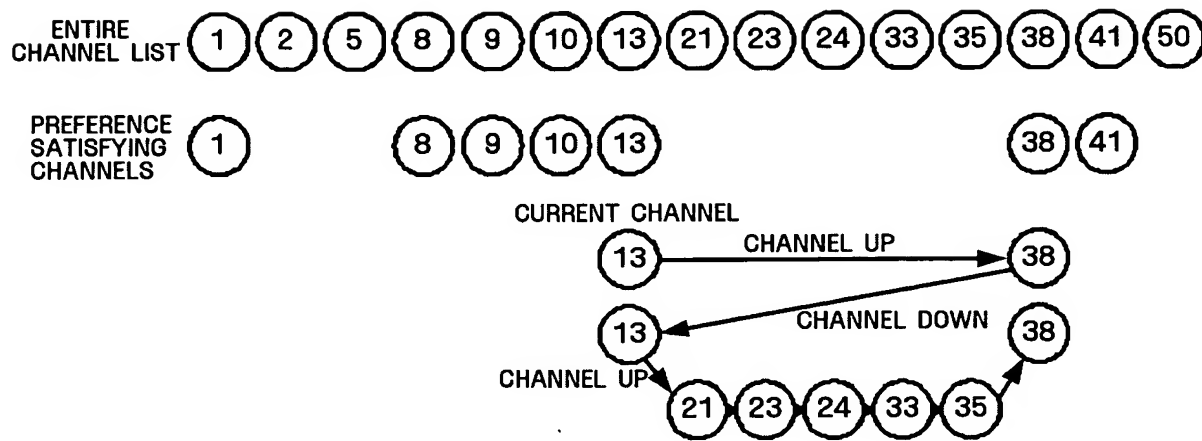 ENTIRE
CHANNEL LIST 1 2 5 8 9 10 13 21 23 24 33 35 38 41 50
PREFERENCE
SATISFYING
CHANNELS
1 8 9 10 13 38 41
CURRENT CHANNEL
13 CHANNEL UP 38
13 CHANNEL DOWN 38
CHANNEL UP
21 23 24 33 35